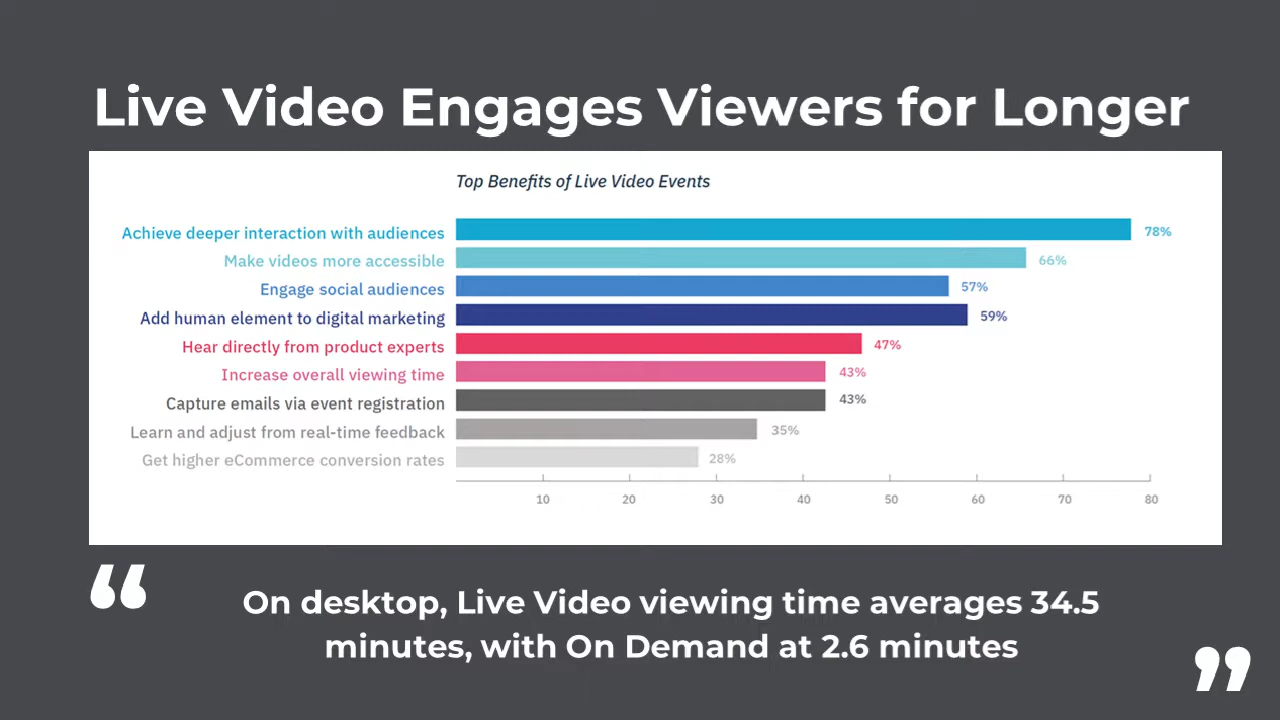 Live Video Engages Viewers for Longer
Top Benefits of Live Video Events
Achieve deeper interaction with audiences 78%
Make videos more accessible 66%
Engage social audiences 57%
Add human element to digital marketing 59%
Hear directly from product experts 47%
Increase overall viewing time 43%
Capture emails via event registration 43%
Learn and adjust from real-time feedback 35%
Get higher eCommerce conversion rates 28%
10 20 30 40 50 60 70 80
“ On desktop, Live Video viewing time averages 34.5
minutes, with On Demand at 2.6 minutes ”